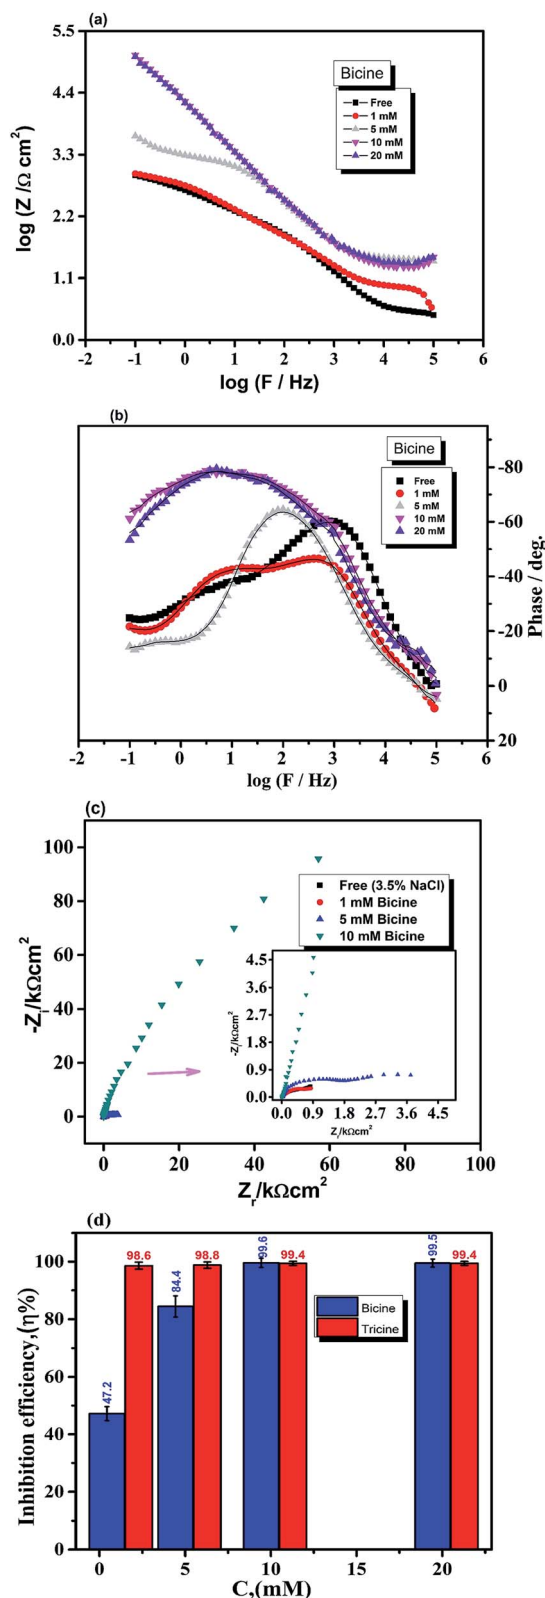 (a)
5.5
4.4
3.3
2.2
1.1
0.0
log (Z /Ω cm²)
Bicine
Free
1 mM
5 mM
10 mM
20 mM
-2 -1 0 1 2 3 4 5 6
log (F / Hz)
(b)
Bicine
Free
1 mM
5 mM
10 mM
20 mM
-80
-60
-40
-20
0
20
Phase / deg.
-2 -1 0 1 2 3 4 5 6
log (F / Hz)
(c)
100
80
60
40
20
0
-Zi/kΩcm²
Free (3.5% NaCl)
1 mM Bicine
5 mM Bicine
10 mM Bicine
4.5
3.6
2.7
1.8
0.9
0.0
-Zi/kΩcm²
0.0 0.9 1.8 2.7 3.6 4.5
Zr/kΩcm²
0 20 40 60 80 100
Zr/kΩcm²
(d)
100
80
60
40
20
0
Inhibition efficiency,(η%)
47.2
98.6
84.4
98.8
99.6
99.4
99.5
99.4
Bicine
Tricine
0 5 10 15 20
C,(mM)